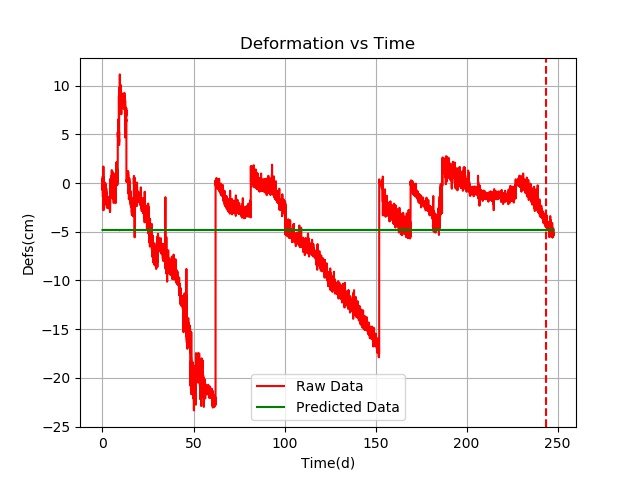 Deformation vs Time
10
5
0
−5
−10
−15
−20
−25
Defs(cm)
Raw Data
Predicted Data
0 50 100 150 200 250
Time(d)